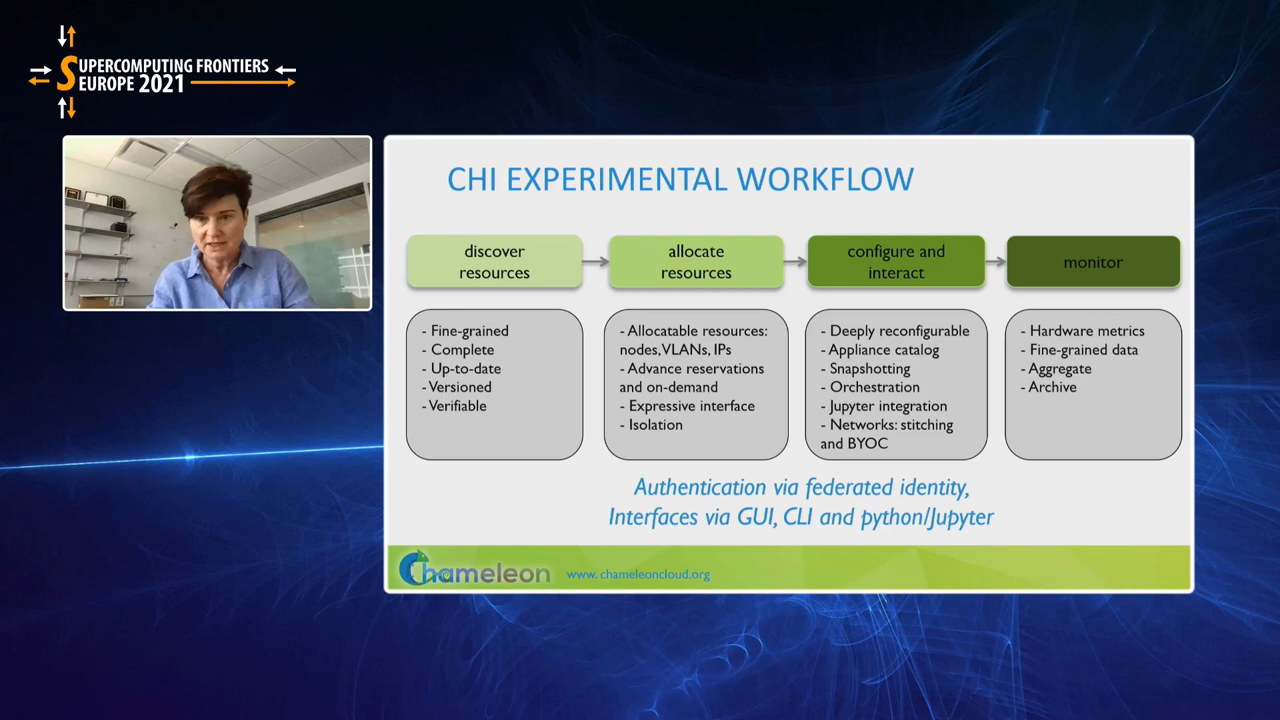 SUPERCOMPUTING FRONTIERS
EUROPE 2021
CHI EXPERIMENTAL WORKFLOW
discover
resources
allocate
resources
configure and
interact
monitor
- Fine-grained
- Complete
- Up-to-date
- Versioned
- Verifiable
- Allocatable resources:
nodes,VLANs, IPs
- Advance reservations
and on-demand
- Expressive interface
- Isolation
- Deeply reconfigurable
- Appliance catalog
- Snapshotting
- Orchestration
- Jupyter integration
- Networks: stitching
and BYOC
- Hardware metrics
- Fine-grained data
- Aggregate
- Archive
Authentication via federated identity,
Interfaces via GUI, CLI and python/Jupyter
Chameleon
www. chameleoncloud.org